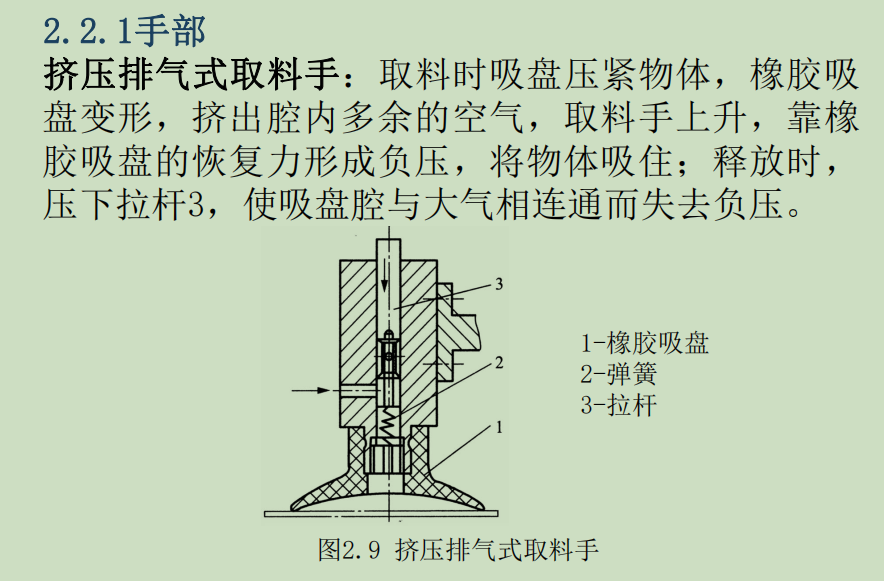 2.2.1手部
挤压排气式取料手：取料时吸盘压紧物体，橡胶吸
盘变形，挤出腔内多余的空气，取料手上升，靠橡
胶吸盘的恢复力形成负压，将物体吸住；释放时，
压下拉杆3，使吸盘腔与大气相连通而失去负压。
3
2
1
1-橡胶吸盘
2-弹簧
3-拉杆
图2.9 挤压排气式取料手